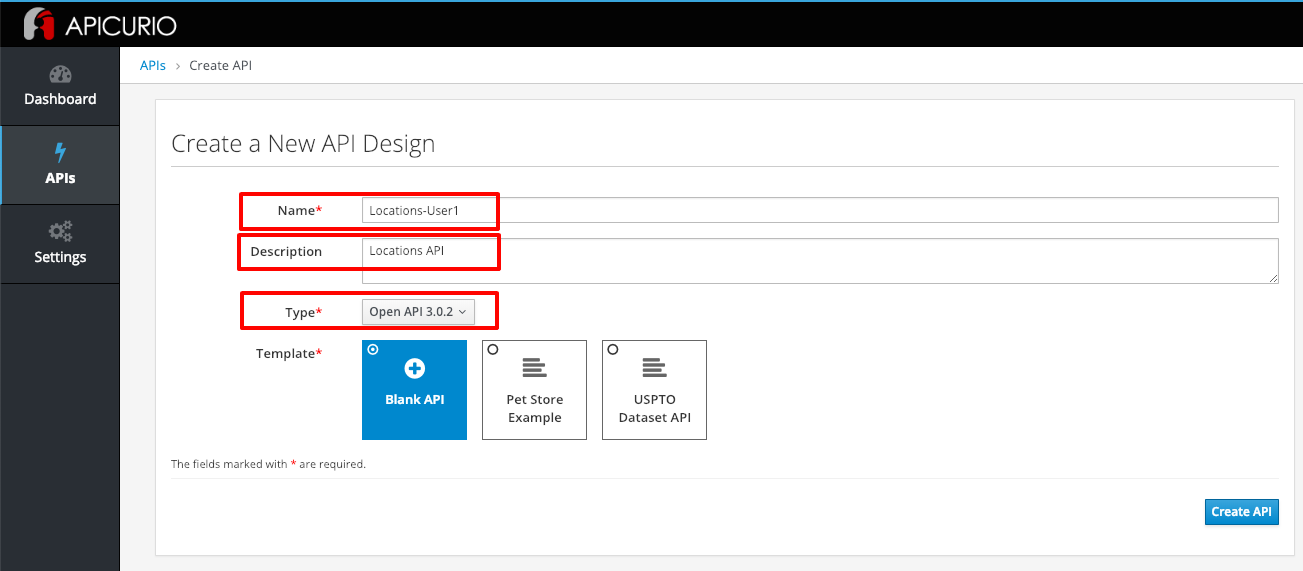 APICURIO
APIs › Create API
Dashboard
APIs
Settings
Create a New API Design
Name* Locations-User1
Description Locations API
Type* Open API 3.0.2
Template*
Blank API
Pet Store
Example
USPTO
Dataset API
The fields marked with * are required.
Create API